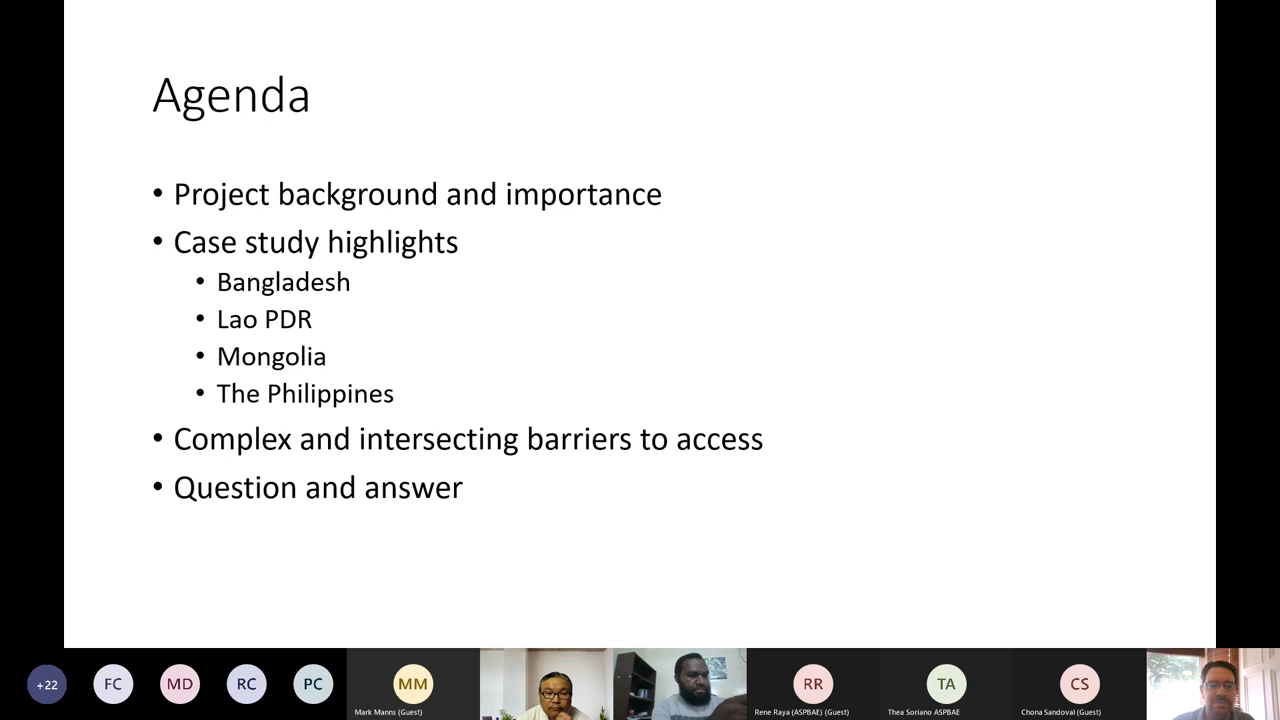 Agenda
• Project background and importance
• Case study highlights
• Bangladesh
• Lao PDR
• Mongolia
• The Philippines
• Complex and intersecting barriers to access
• Question and answer
+22
FC
MD
RC
PC
MM
RR
TA
CS
Mark Manns (Guest)
Rene Raya (ASPBAE) (Guest)
Thea Soriano ASPBAE
Chona Sandoval (Guest)